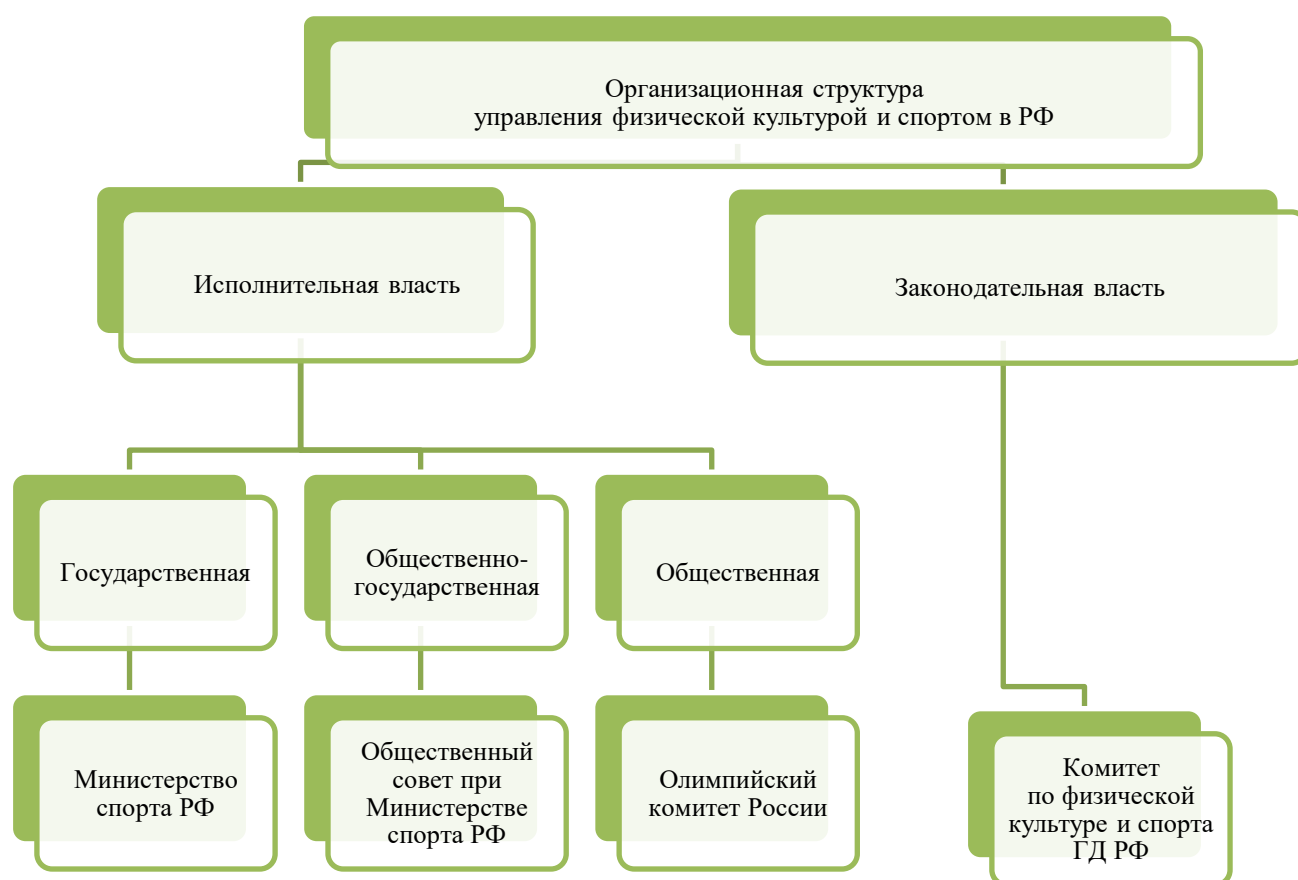 Организационная структура
управления физической культурой и спортом в РФ
Исполнительная власть
Законодательная власть
Государственная
Общественно-
государственная
Общественная
Министерство
спорта РФ
Общественный
совет при
Министерстве
спорта РФ
Олимпийский
комитет России
Комитет
по физической
культуре и спорта
ГД РФ